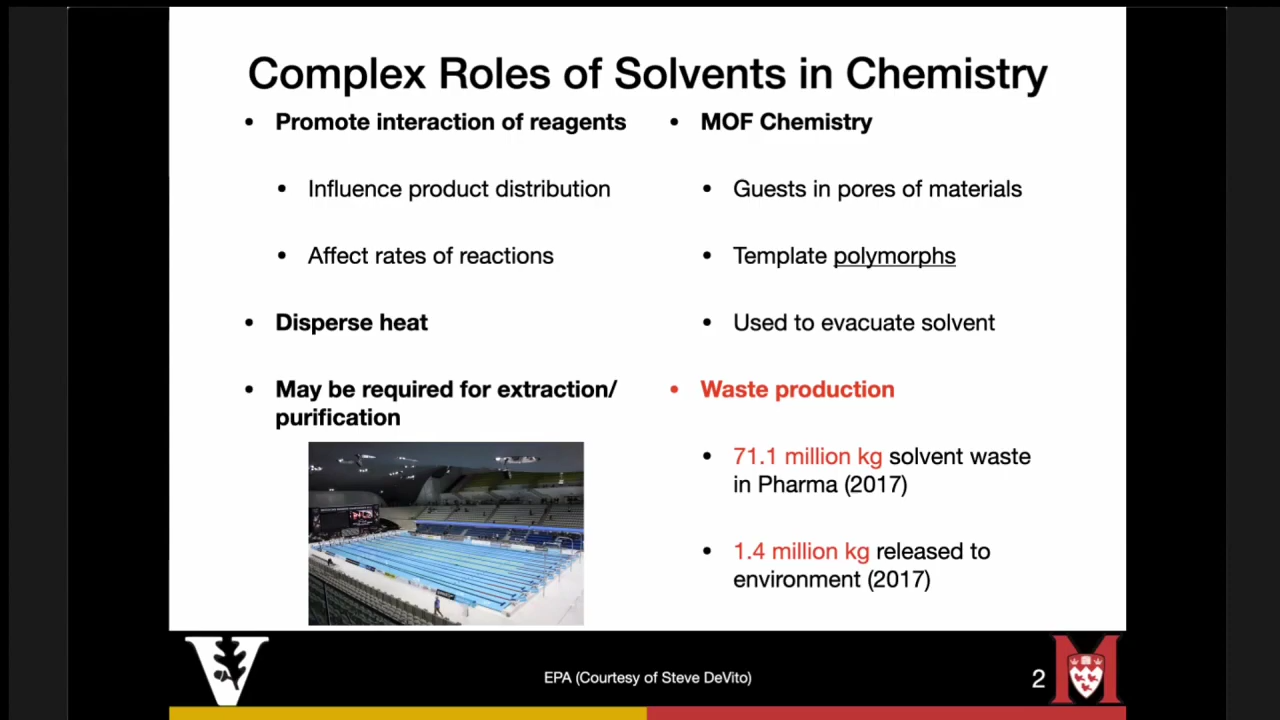 Complex Roles of Solvents in Chemistry
• Promote interaction of reagents
• Influence product distribution
• Affect rates of reactions
• Disperse heat
• May be required for extraction/
purification
• MOF Chemistry
• Guests in pores of materials
• Template polymorphs
• Used to evacuate solvent
• Waste production
• 71.1 million kg solvent waste
in Pharma (2017)
• 1.4 million kg released to
environment (2017)
V
EPA (Courtesy of Steve DeVito)
2
M